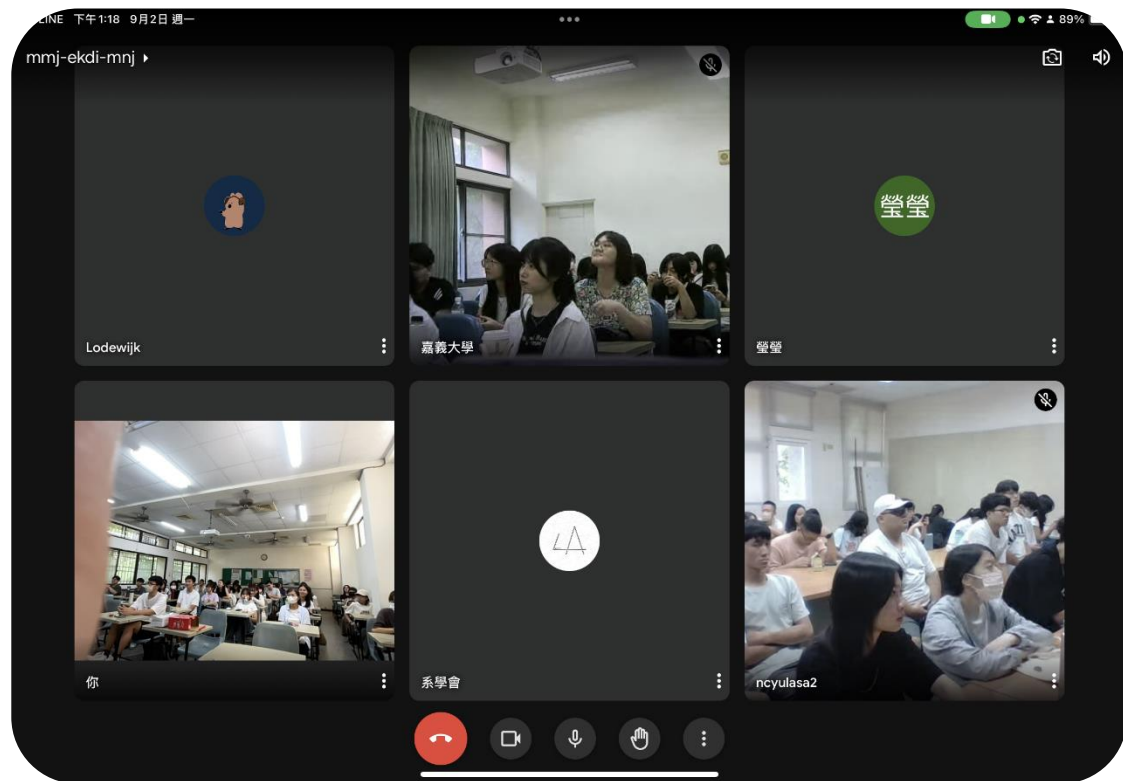 LINE 下午1:18 9月2日 週一
89%
mmj-ekdi-mnj
瑩瑩
Lodewijk
嘉義大學
瑩瑩
LA
你
系學會
ncyulasa2